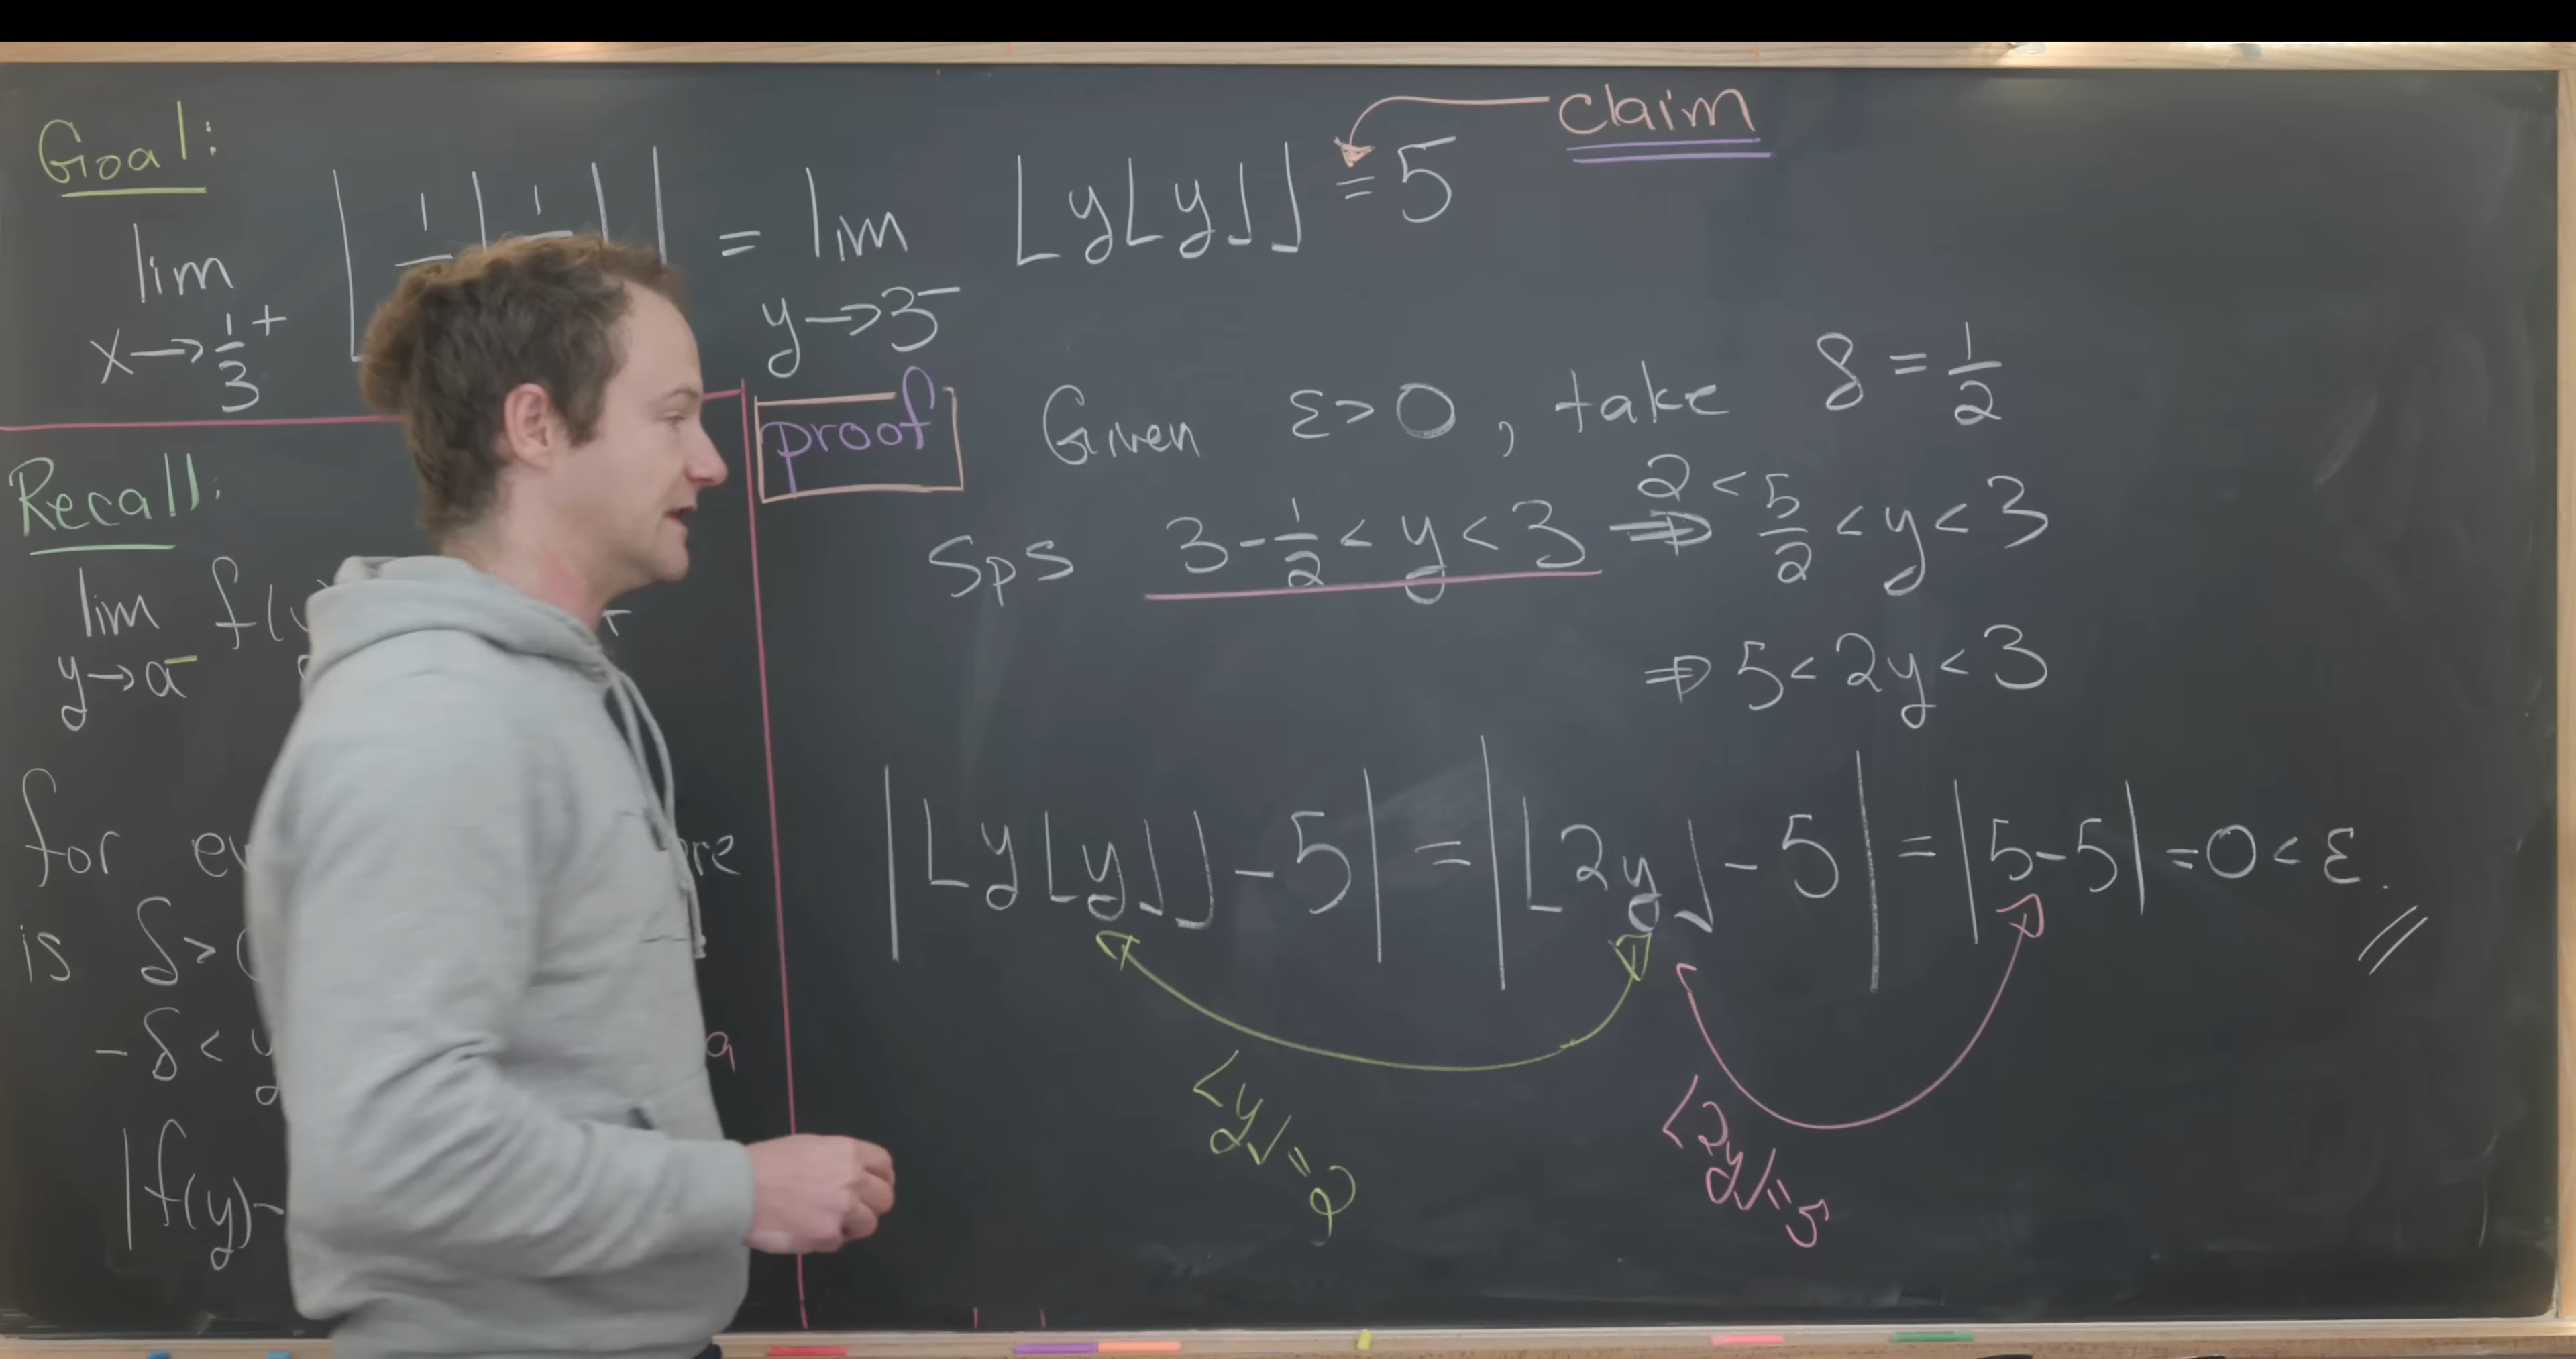 Goal:
lim x→1/3⁺ ⌊1 ⌊1 ⌋⌋ = lim y→3⁻ ⌊y⌊y⌋⌋ = 5
claim
Recall:
lim y→a⁻ f(
for
is δ>
-δ<
a
|f(y)-
proof
Given ε>0, take δ = 1/2
Sps 3-1/2 < y < 3 ⇒ 2 < 5/2 < y < 3
⇒ 5 < 2y < 3
|⌊y⌊y⌋⌋ - 5| = |⌊2y⌋ - 5| = |5-5| = 0 < ε.
⌊y⌋=2
⌊2y⌋=5